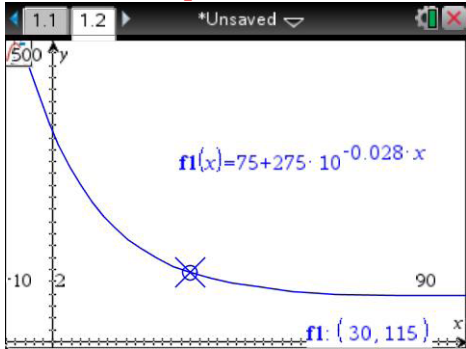 1.1 1.2 *Unsaved
500 y
f1(x)=75+275· 10^-0.028· x
-10 2 90
f1: (30, 115) x